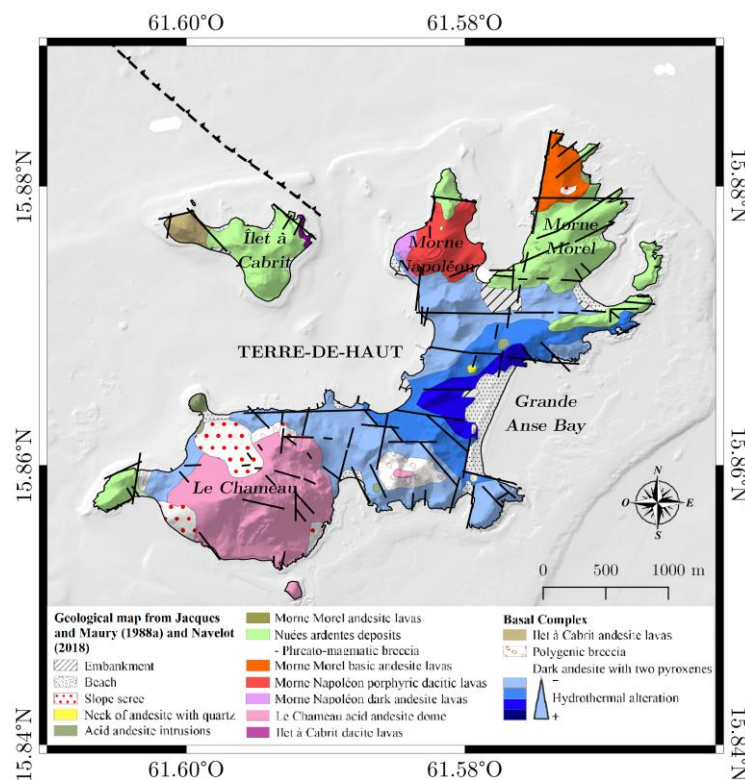 61.60°O 61.58°O
15.88°N 15.88°N
Îlet à
Cabrit
Morne
Napoléon
Morne
Morel
TERRE-DE-HAUT
Grande
Anse Bay
15.86°N 15.86°N
Le Chameau
N
O E
S
0 500 1000 m
Geological map from Jacques
and Maury (1988a) and Navelot
(2018)
Embankment
Beach
Slope scree
Neck of andesite with quartz
Acid andesite intrusions
Morne Morel andesite lavas
Nuées ardentes deposits
- Phreato-magmatic breccia
Morne Morel basic andesite lavas
Morne Napoléon porphyric dacitic lavas
Morne Napoléon dark andesite lavas
Le Chameau acid andesite dome
Ilet à Cabrit dacite lavas
Basal Complex
Ilet à Cabrit andesite lavas
Polygenic breccia
Dark andesite with two pyroxenes
−
Hydrothermal alteration
+
15.84°N 15.84°N
61.60°O 61.58°O